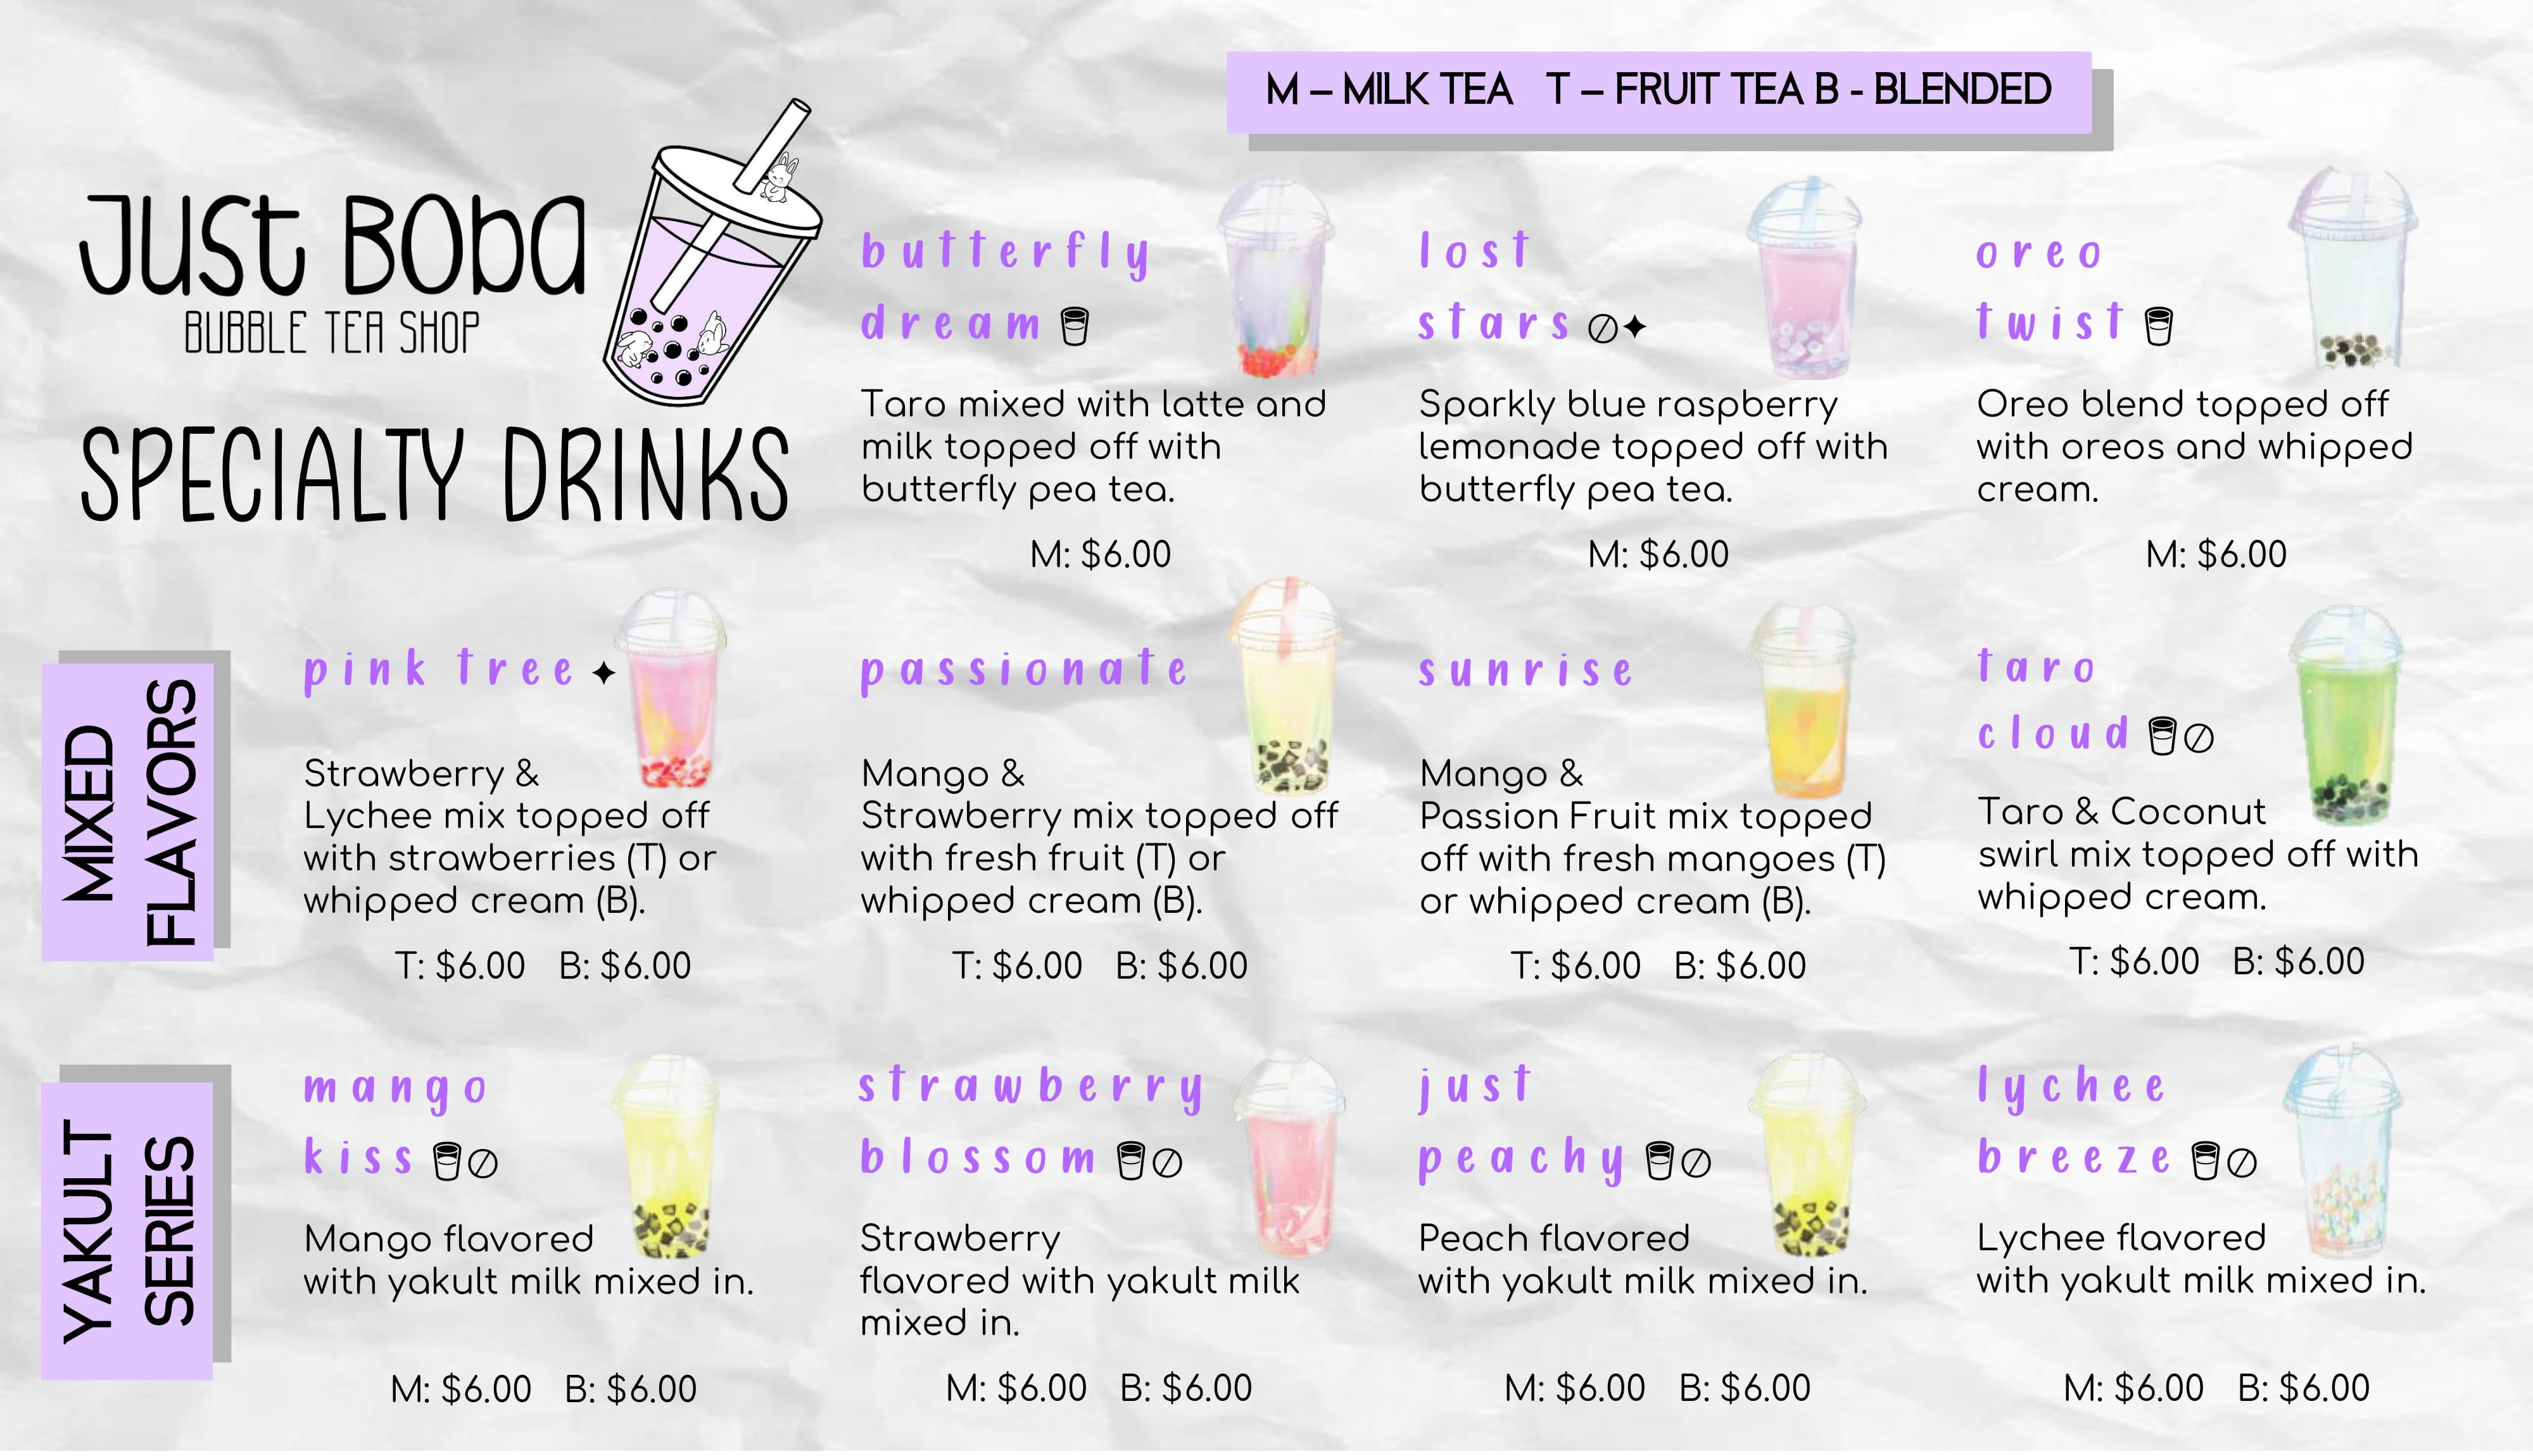 M – MILK TEA T – FRUIT TEA B - BLENDED
Just Boba
BUBBLE TEA SHOP
SPECIALTY DRINKS
butterfly
dream
Taro mixed with latte and
milk topped off with
butterfly pea tea.
M: $6.00
lost
stars
Sparkly blue raspberry
lemonade topped off with
butterfly pea tea.
M: $6.00
oreo
twist
Oreo blend topped off
with oreos and whipped
cream.
M: $6.00
MIXED
FLAVORS
pink tree
Strawberry &
Lychee mix topped off
with strawberries (T) or
whipped cream (B).
T: $6.00 B: $6.00
passionate
Mango &
Strawberry mix topped off
with fresh fruit (T) or
whipped cream (B).
T: $6.00 B: $6.00
sunrise
Mango &
Passion Fruit mix topped
off with fresh mangoes (T)
or whipped cream (B).
T: $6.00 B: $6.00
taro
cloud
Taro & Coconut
swirl mix topped off with
whipped cream.
T: $6.00 B: $6.00
YAKULT
SERIES
mango
kiss
Mango flavored
with yakult milk mixed in.
M: $6.00 B: $6.00
strawberry
blossom
Strawberry
flavored with yakult milk
mixed in.
M: $6.00 B: $6.00
just
peachy
Peach flavored
with yakult milk mixed in.
M: $6.00 B: $6.00
lychee
breeze
Lychee flavored
with yakult milk mixed in.
M: $6.00 B: $6.00